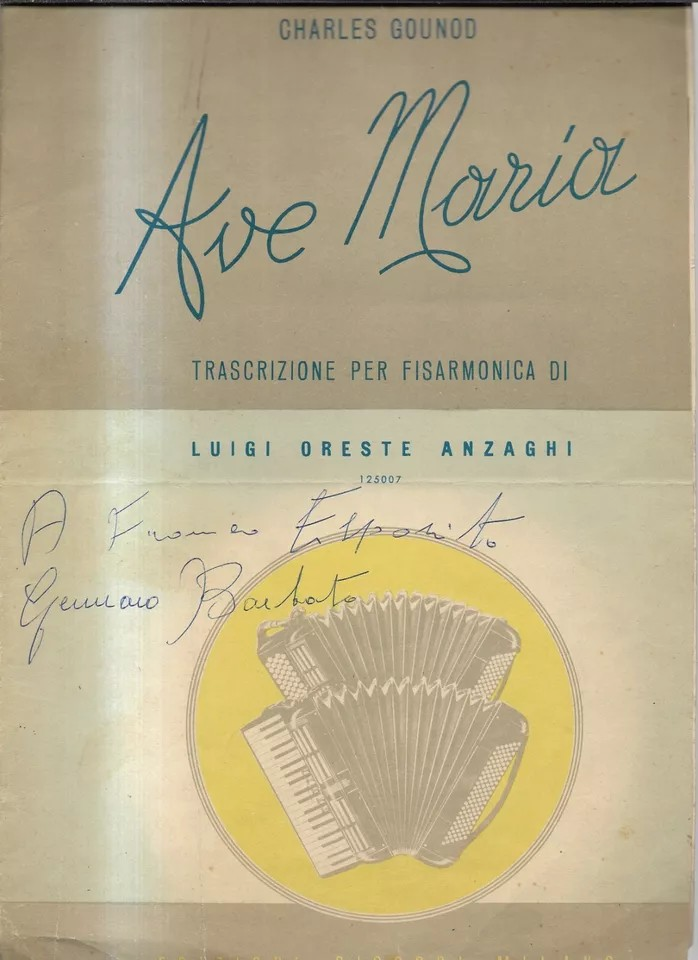 CHARLES GOUNOD
Ave Maria
TRASCRIZIONE PER FISARMONICA DI
LUIGI ORESTE ANZAGHI
125007
A Franco Esposito
Gennaro Barbato